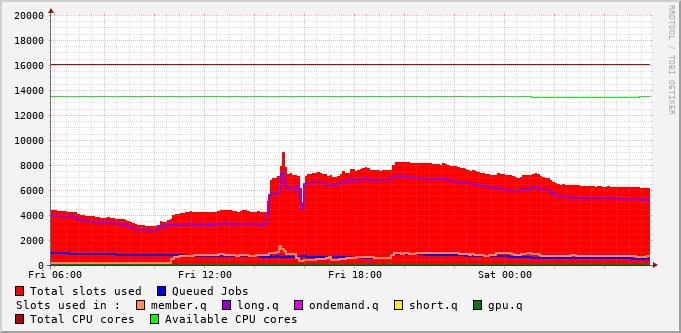 20000
18000
16000
14000
12000
10000
8000
6000
4000
2000
0
Fri 06:00 Fri 12:00 Fri 18:00 Sat 00:00
RRDTOOL / TOBI OETIKER
Total slots used Queued Jobs
Slots used in : member.q long.q ondemand.q short.q gpu.q
Total CPU cores Available CPU cores